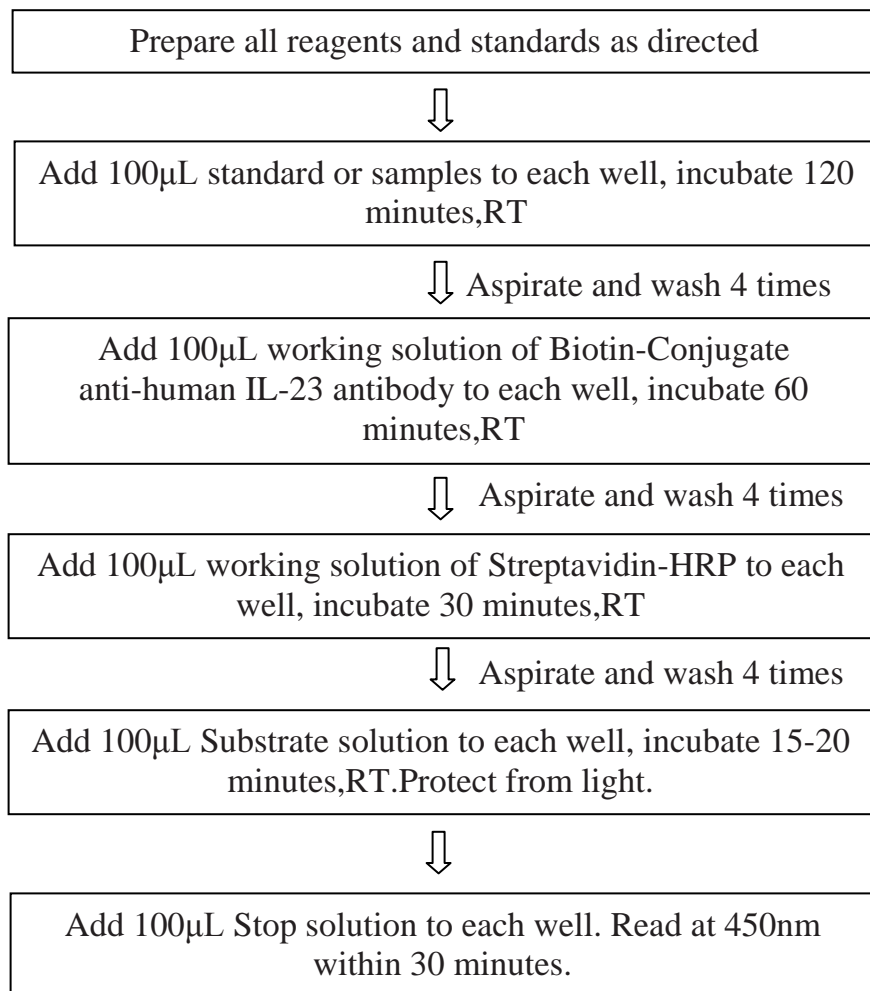 Prepare all reagents and standards as directed
Add 100μL standard or samples to each well, incubate 120
minutes,RT
Aspirate and wash 4 times
Add 100μL working solution of Biotin-Conjugate
anti-human IL-23 antibody to each well, incubate 60
minutes,RT
Aspirate and wash 4 times
Add 100μL working solution of Streptavidin-HRP to each
well, incubate 30 minutes,RT
Aspirate and wash 4 times
Add 100μL Substrate solution to each well, incubate 15-20
minutes,RT.Protect from light.
Add 100μL Stop solution to each well. Read at 450nm
within 30 minutes.